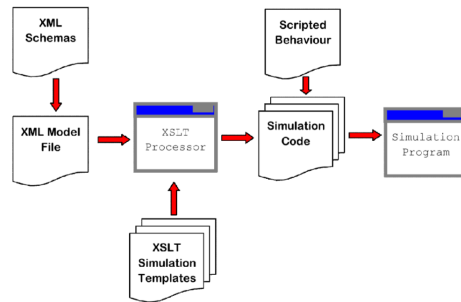 XML
Schemas
Scripted
Behaviour
XML Model
File
XSLT
Processor
Simulation
Code
Simulation
Program
XSLT
Simulation
Templates